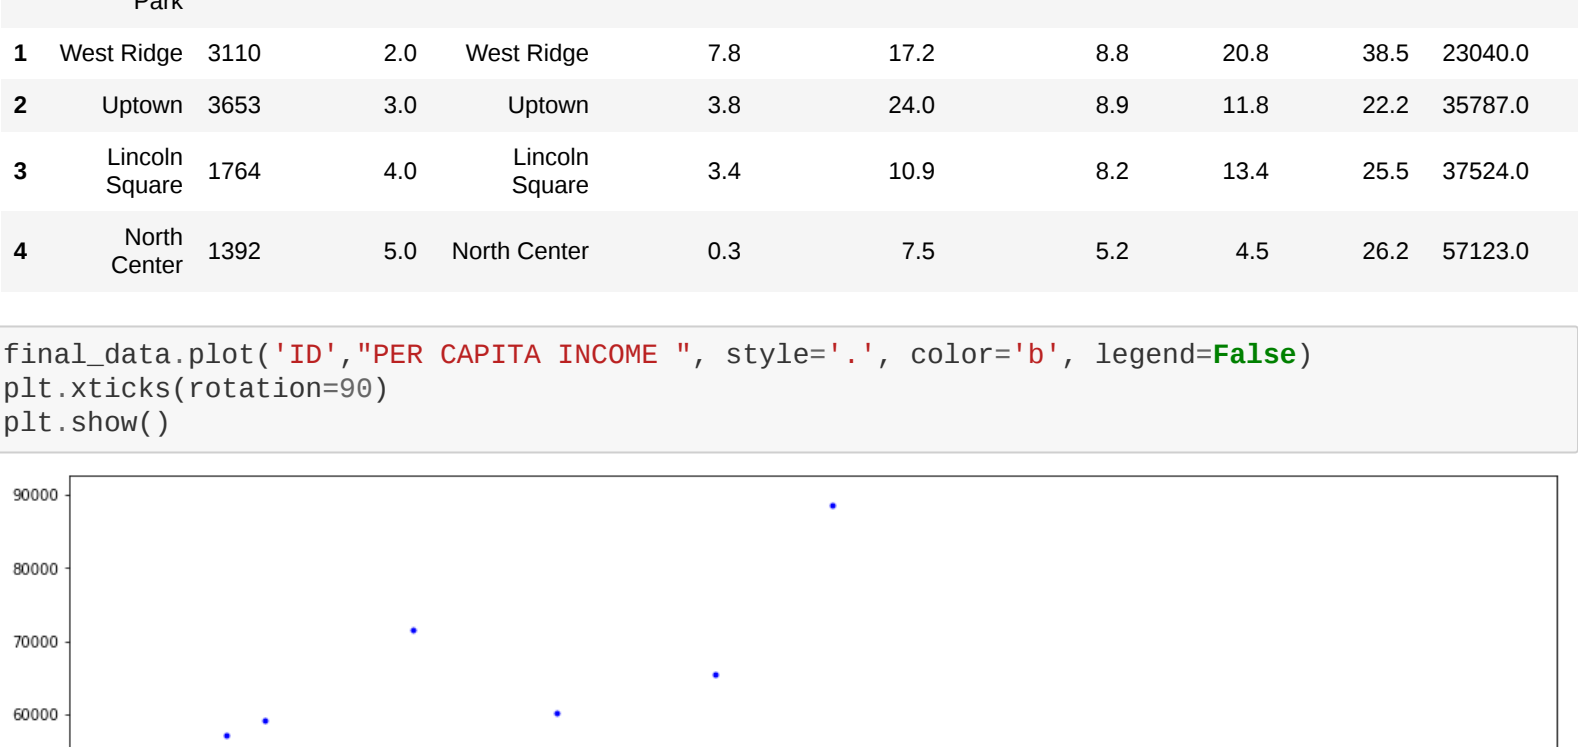 Park
1 West Ridge 3110 2.0 West Ridge 7.8 17.2 8.8 20.8 38.5 23040.0
2 Uptown 3653 3.0 Uptown 3.8 24.0 8.9 11.8 22.2 35787.0
3 Lincoln Square 1764 4.0 Lincoln Square 3.4 10.9 8.2 13.4 25.5 37524.0
4 North Center 1392 5.0 North Center 0.3 7.5 5.2 4.5 26.2 57123.0
final_data.plot('ID',"PER CAPITA INCOME ", style='.', color='b', legend=False)
plt.xticks(rotation=90)
plt.show()
90000
80000
70000
60000